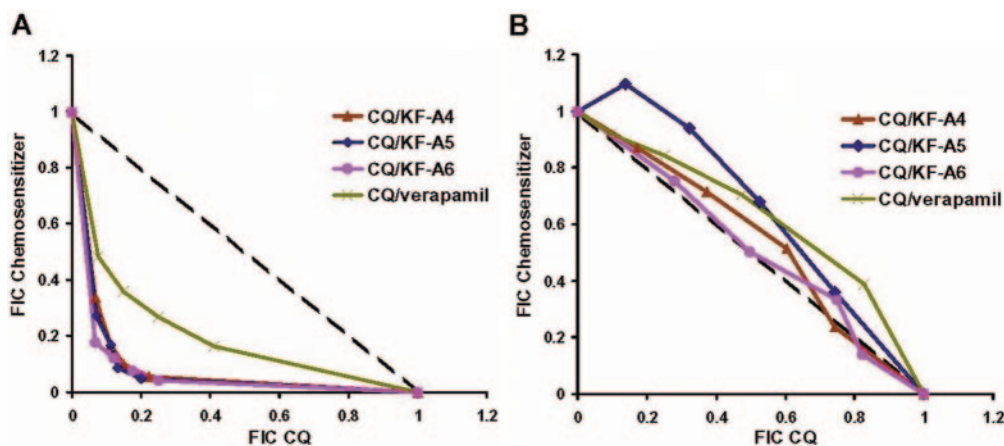 A
1.2
1
0.8
0.6
0.4
0.2
0
FIC Chemosensitizer
CQ/KF-A4
CQ/KF-A5
CQ/KF-A6
CQ/verapamil
0 0.2 0.4 0.6 0.8 1 1.2
FIC CQ
B
1.2
1
0.8
0.6
0.4
0.2
0
FIC Chemosensitizer
CQ/KF-A4
CQ/KF-A5
CQ/KF-A6
CQ/verapamil
0 0.2 0.4 0.6 0.8 1 1.2
FIC CQ